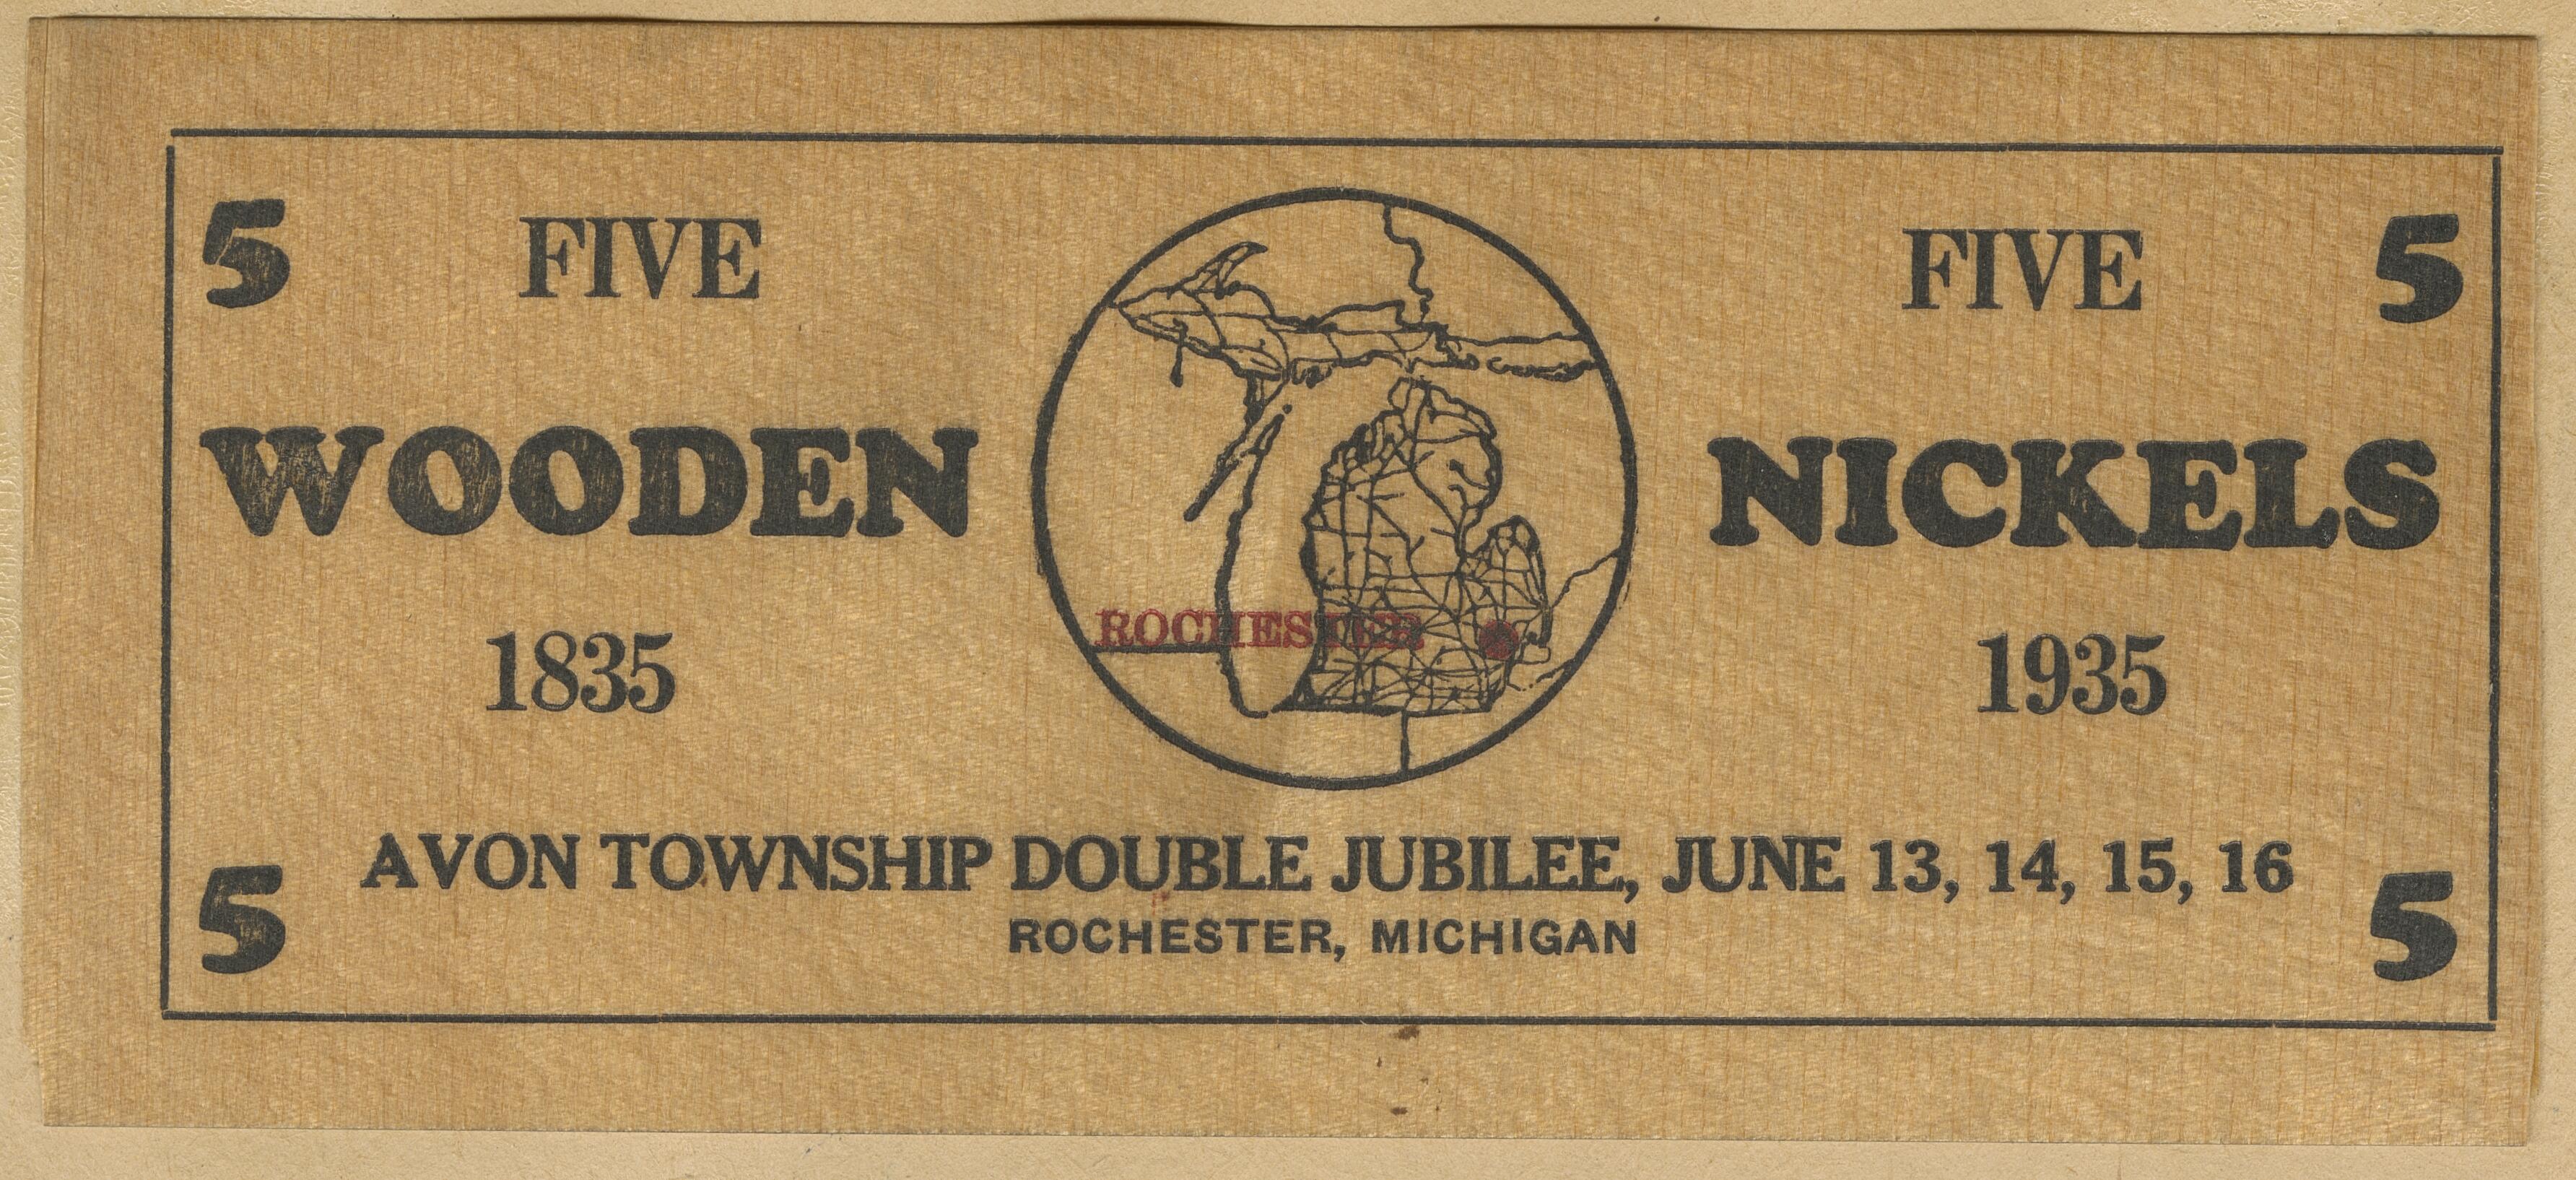 5 FIVE FIVE 5
WOODEN NICKELS
ROCHESTER
1835 1935
AVON TOWNSHIP DOUBLE JUBILEE, JUNE 13, 14, 15, 16
5 ROCHESTER, MICHIGAN 5